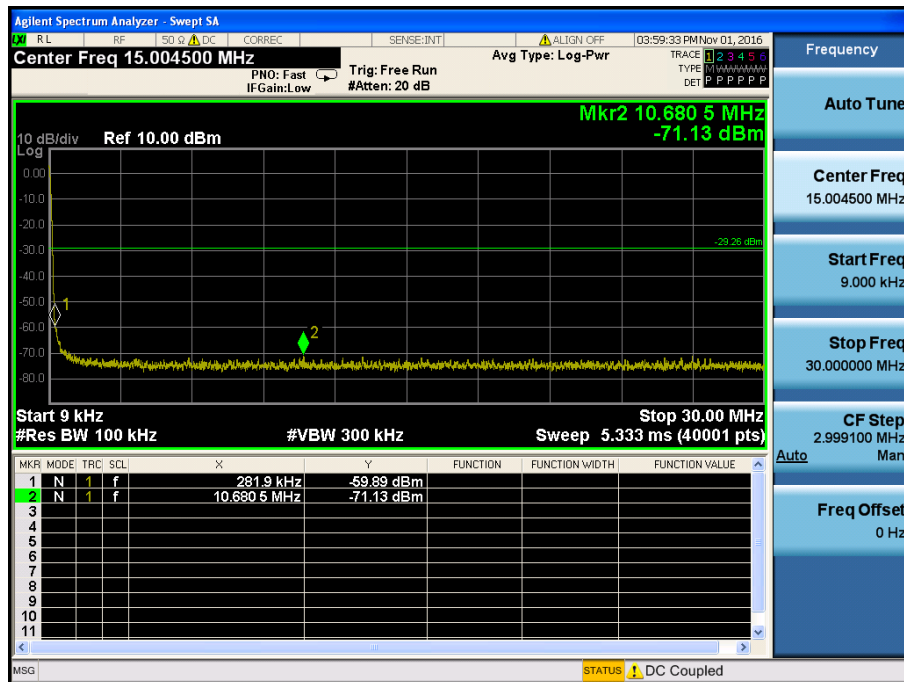 Agilent Spectrum Analyzer - Swept SA
LXI RL RF 50 Ω DC CORREC SENSE:INT ALIGN OFF 03:59:33 PM Nov 01, 2016
Center Freq 15.004500 MHz
PNO: Fast
IFGain:Low
Trig: Free Run
#Atten: 20 dB
Avg Type: Log-Pwr
TRACE 1 2 3 4 5 6
TYPE MWWWWW
DET P P P P P P
Mkr2 10.680 5 MHz
-71.13 dBm
10 dB/div Ref 10.00 dBm
Log
0.00
-10.0
-20.0
-30.0
-40.0
-50.0
-60.0
-70.0
-80.0
-29.26 dBm
1
2
Start 9 kHz Stop 30.00 MHz
#Res BW 100 kHz #VBW 300 kHz Sweep 5.333 ms (40001 pts)
MKR MODE TRC SCL X Y FUNCTION FUNCTION WIDTH FUNCTION VALUE
1 N 1 f 281.9 kHz -59.89 dBm
2 N 1 f 10.680 5 MHz -71.13 dBm
3
4
5
6
7
8
9
10
11
MSG STATUS DC Coupled
Frequency
Auto Tune
Center Freq
15.004500 MHz
Start Freq
9.000 kHz
Stop Freq
30.000000 MHz
CF Step
2.999100 MHz
Auto Man
Freq Offset
0 Hz